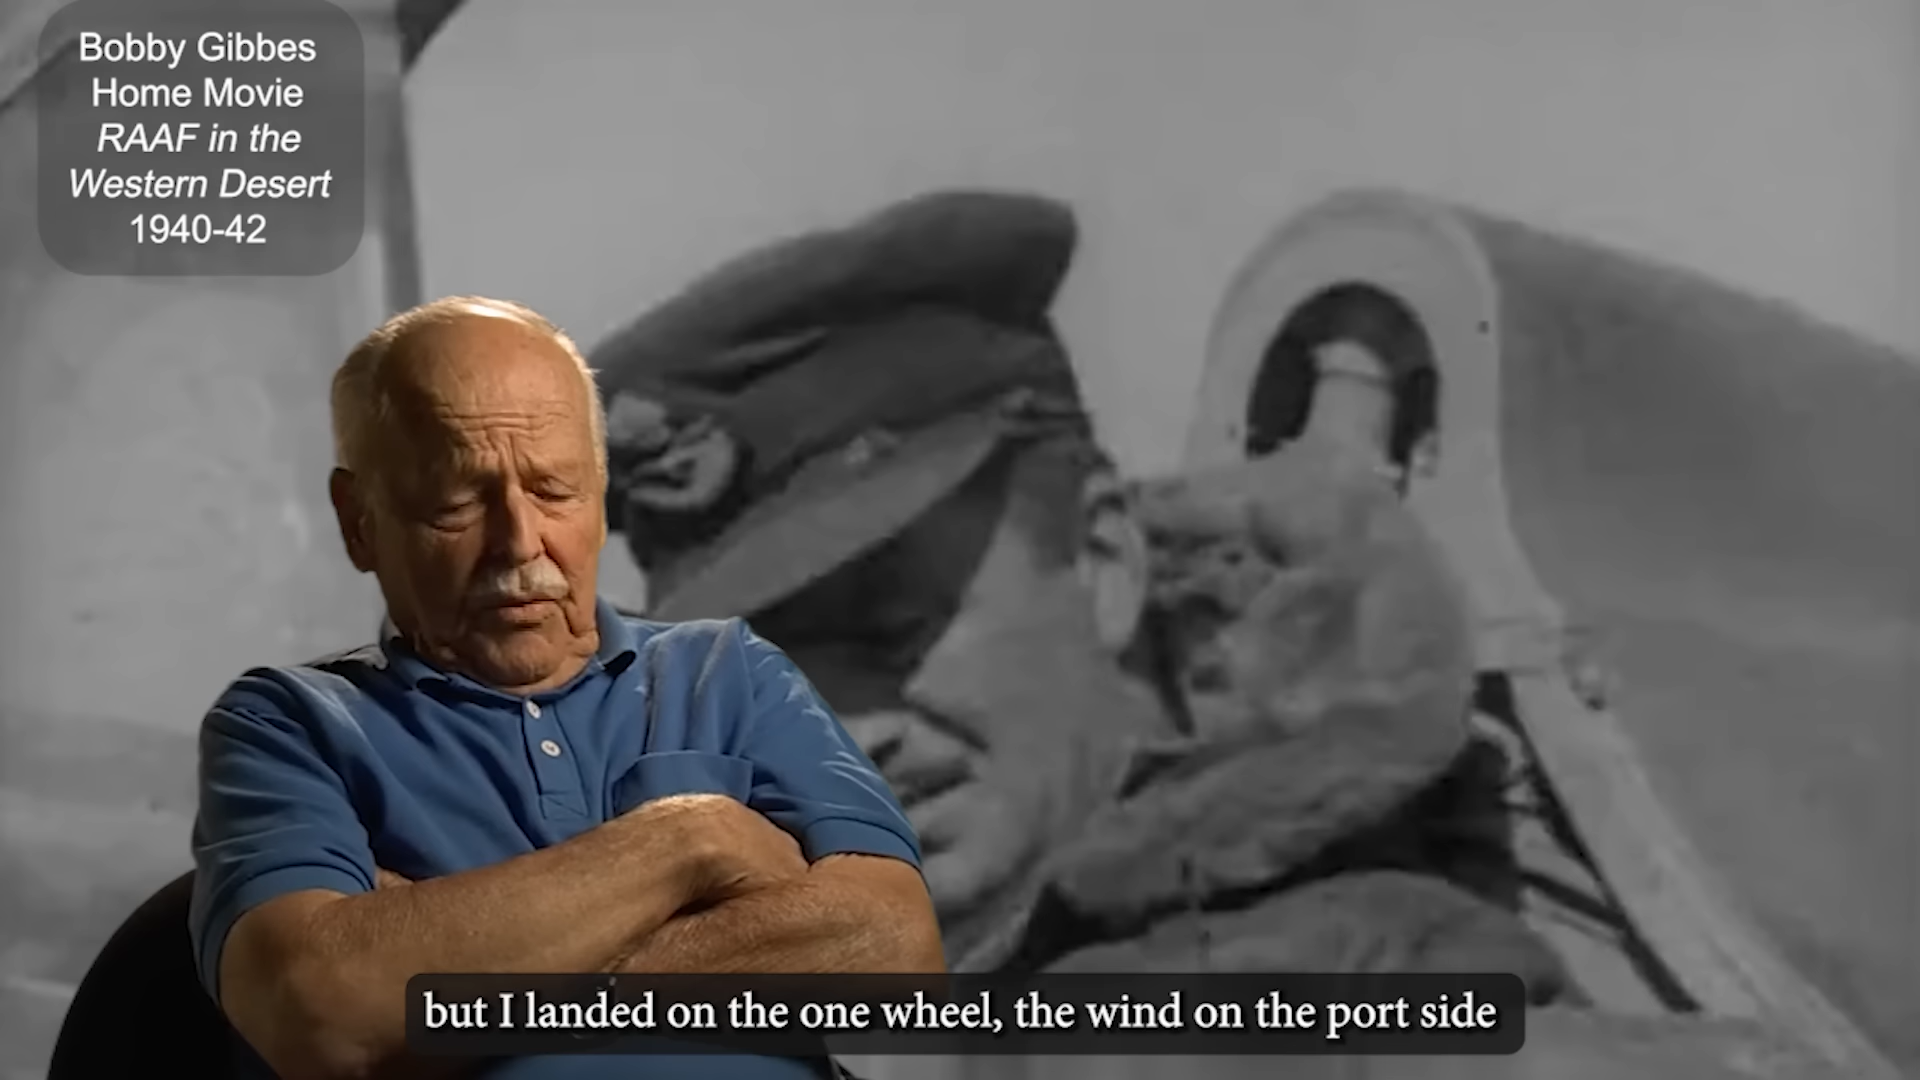 Bobby Gibbes
Home Movie
RAAF in the
Western Desert
1940-42
but I landed on the one wheel, the wind on the port side